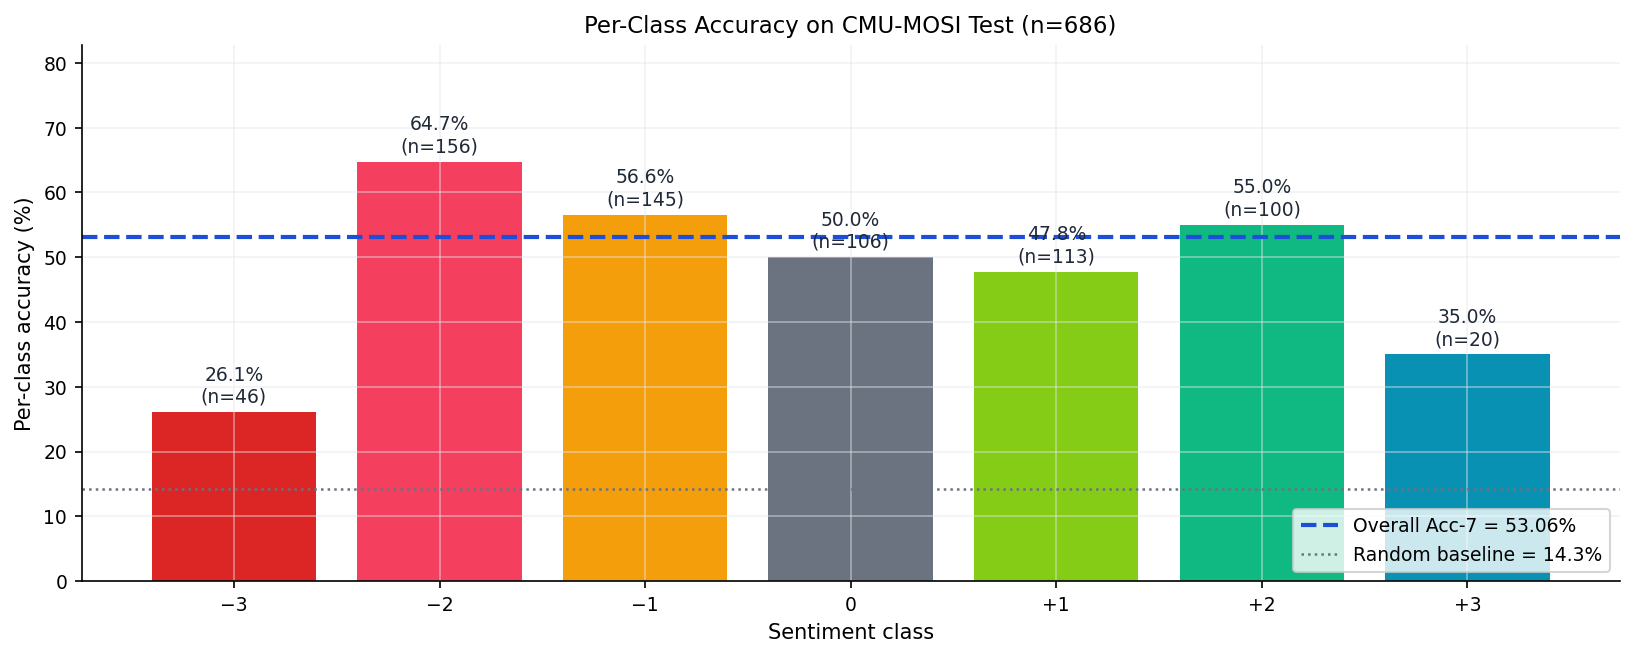 Per-Class Accuracy on CMU-MOSI Test (n=686)
Per-class accuracy (%)
80
70
60
50
40
30
20
10
0
26.1%
(n=46)
64.7%
(n=156)
56.6%
(n=145)
50.0%
(n=106)
47.8%
(n=113)
55.0%
(n=100)
35.0%
(n=20)
Overall Acc-7 = 53.06%
Random baseline = 14.3%
−3
−2
−1
0
+1
+2
+3
Sentiment class